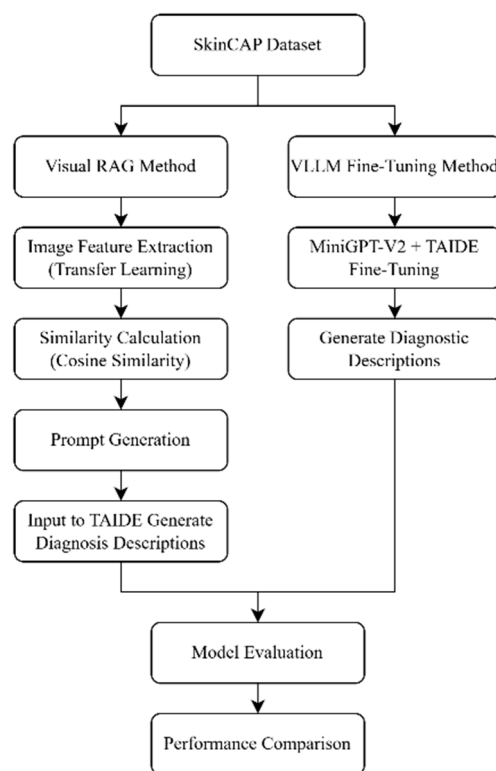 SkinCAP Dataset
Visual RAG Method
VLLM Fine-Tuning Method
Image Feature Extraction
(Transfer Learning)
MiniGPT-V2 + TAIDE
Fine-Tuning
Similarity Calculation
(Cosine Similarity)
Generate Diagnostic
Descriptions
Prompt Generation
Input to TAIDE Generate
Diagnosis Descriptions
Model Evaluation
Performance Comparison